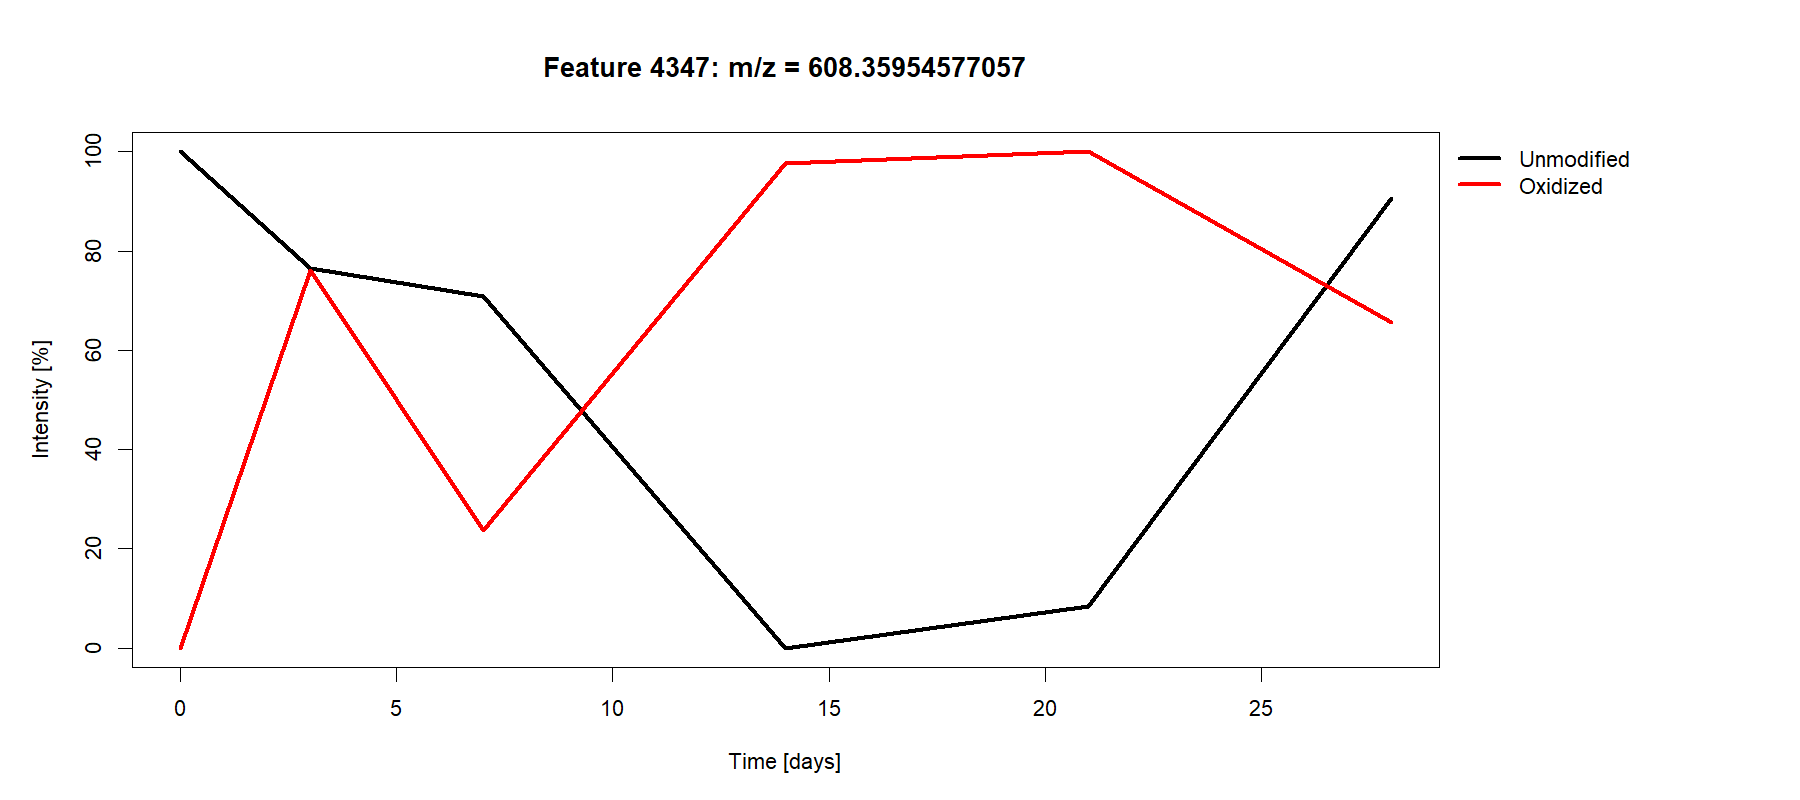 Feature 4347: m/z = 608.35954577057
Unmodified
Oxidized
100
80
60
40
20
0
Intensity [%]
0 5 10 15 20 25
Time [days]